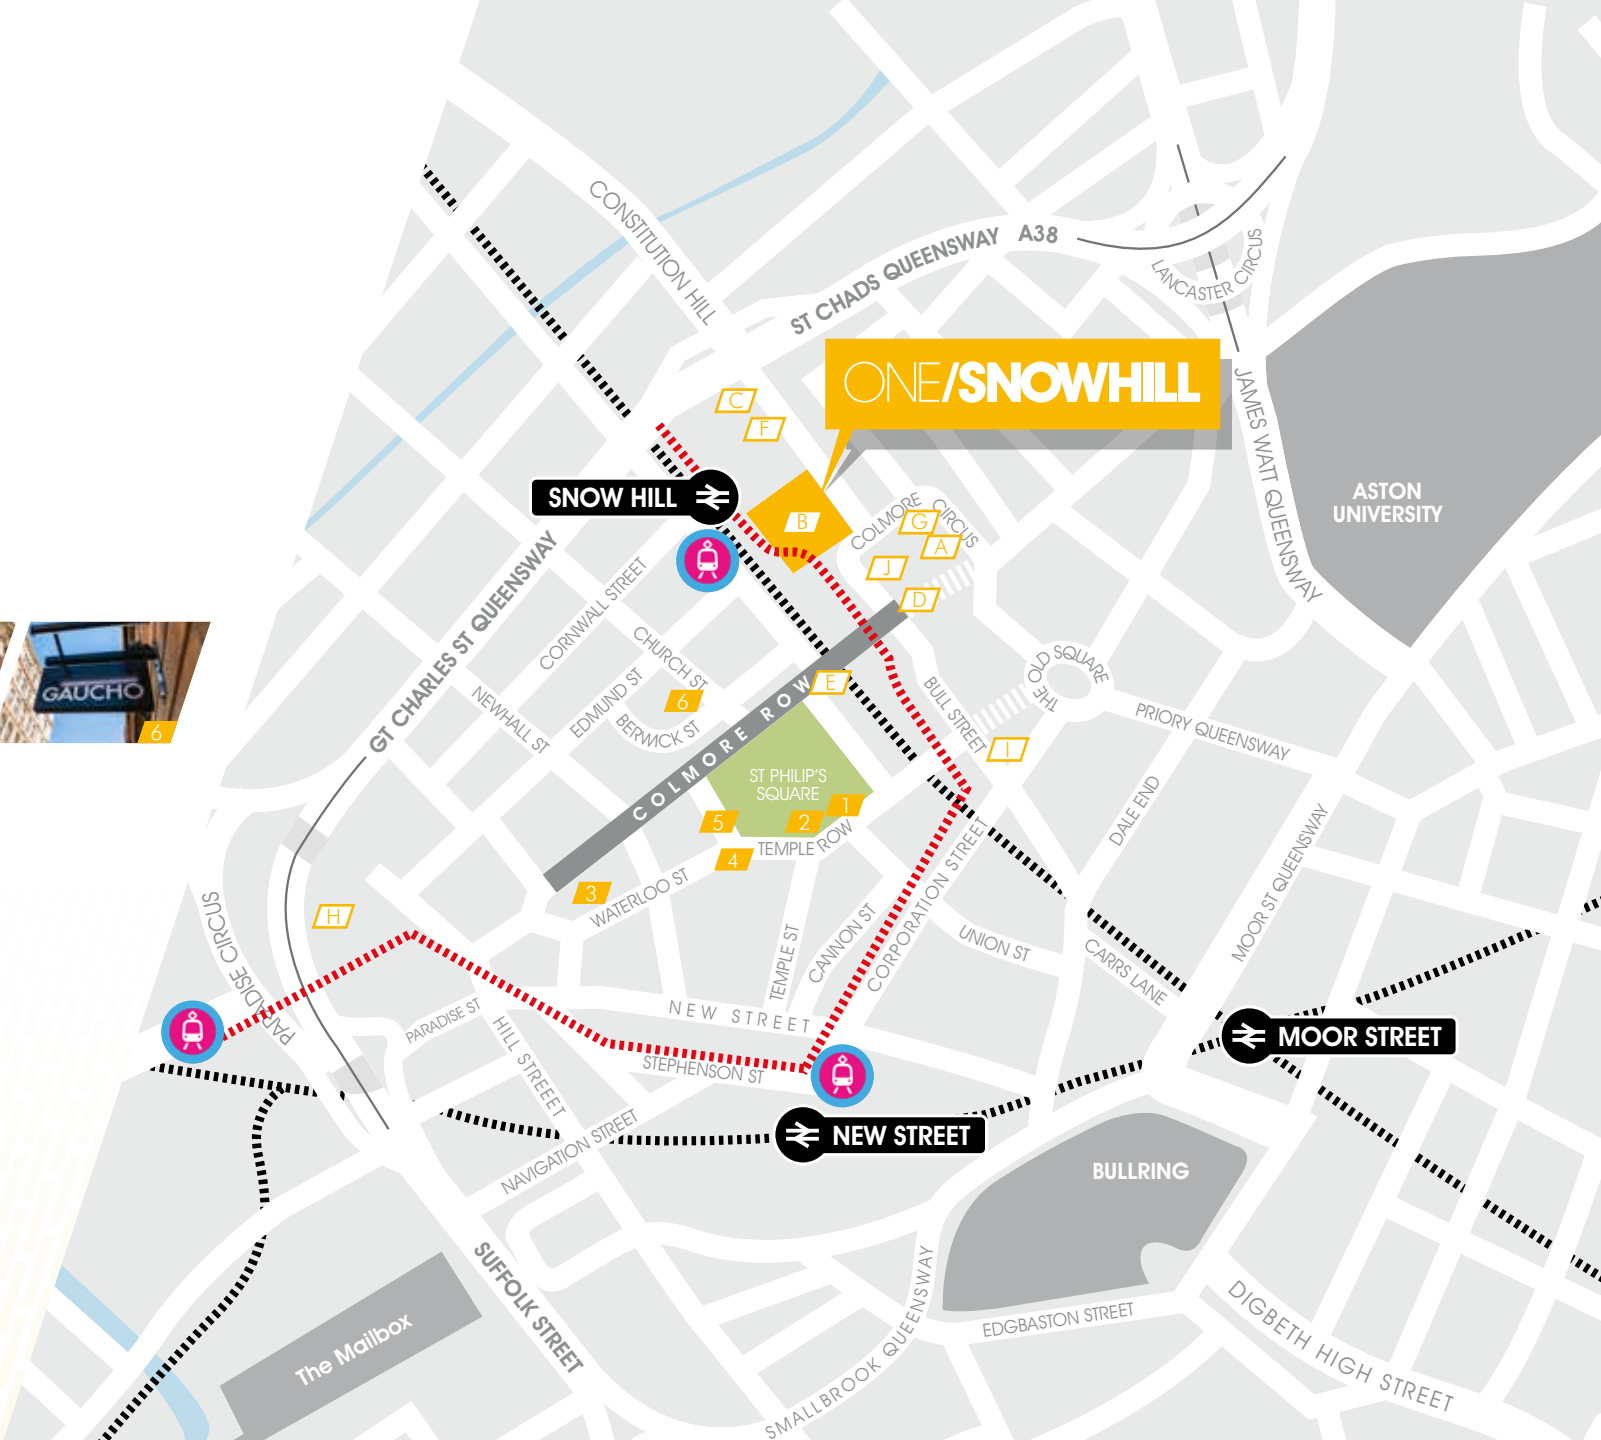 CONSTITUTION HILL
ST CHADS QUEENSWAY A38
LANCASTER CIRCUS
ONE/SNOWHILL
JAMES WATT QUEENSWAY
C
F
SNOW HILL
B
COLMORE CIRCUS
G
A
J
D
ASTON
UNIVERSITY
GT CHARLES ST QUEENSWAY
CORNWALL STREET
CHURCH ST
EDMUND ST
BERWICK ST
NEWHALL ST
6
GAUCHO
6
COLMORE ROW
E
BULL STREET
THE OLD SQUARE
I
PRIORY QUEENSWAY
ST PHILIP'S
SQUARE
1
2
5
4
3
TEMPLE ROW
WATERLOO ST
DALE END
MOOR ST QUEENSWAY
H
PARADISE CIRCUS
TEMPLE ST
CANNON ST
CORPORATION STREET
UNION ST
CARRS LANE
PARADISE ST
HILL STREEET
NEW STREET
STEPHENSON ST
MOOR STREET
NEW STREET
NAVIGATION STREET
BULLRING
SUFFOLK STREET
The Mailbox
SMALLBROOK QUEENSWAY
EDGBASTON STREET
DIGBETH HIGH STREET